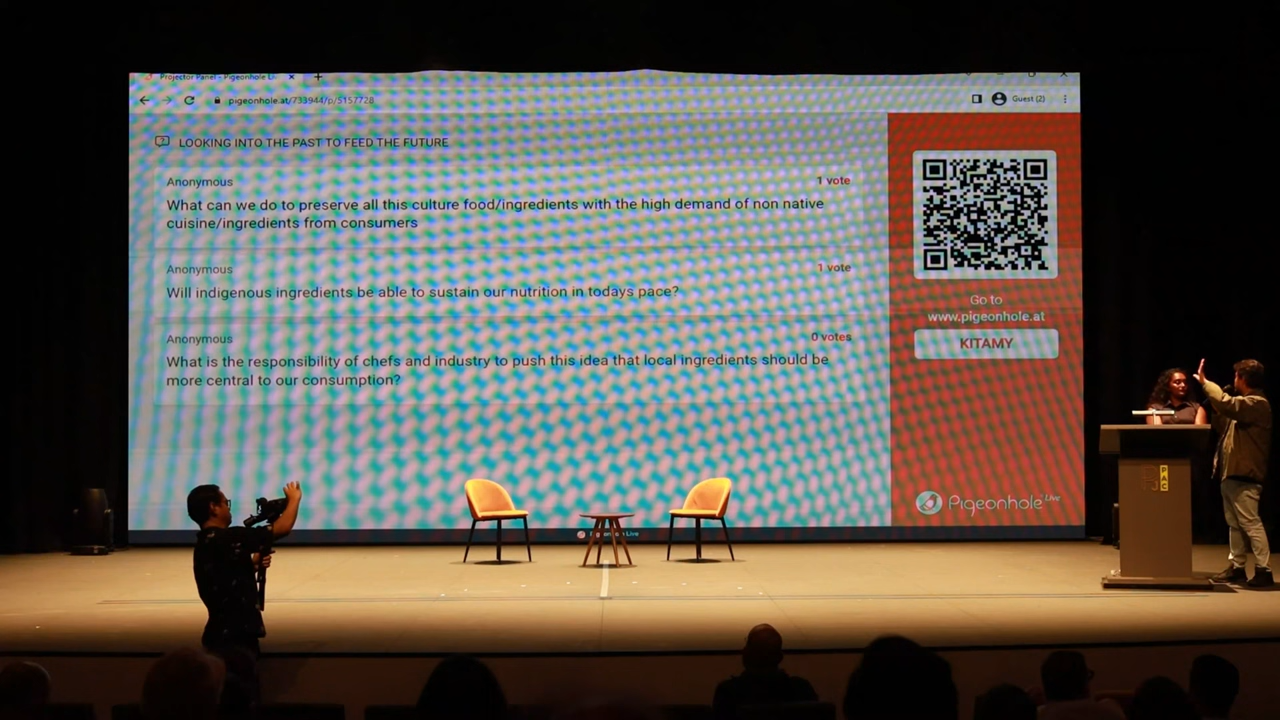 Projector Panel - Pigeonhole Li
pigeonhole.at/733944/p/5157728
Guest (2)
LOOKING INTO THE PAST TO FEED THE FUTURE
Anonymous
1 vote
What can we do to preserve all this culture food/ingredients with the high demand of non native
cuisine/ingredients from consumers
Anonymous
1 vote
Will indigenous ingredients be able to sustain our nutrition in todays pace?
Anonymous
0 votes
What is the responsibility of chefs and industry to push this idea that local ingredients should be
more central to our consumption?
Go to
www.pigeonhole.at
KITAMY
Pigeonhole Live
Live
PAC